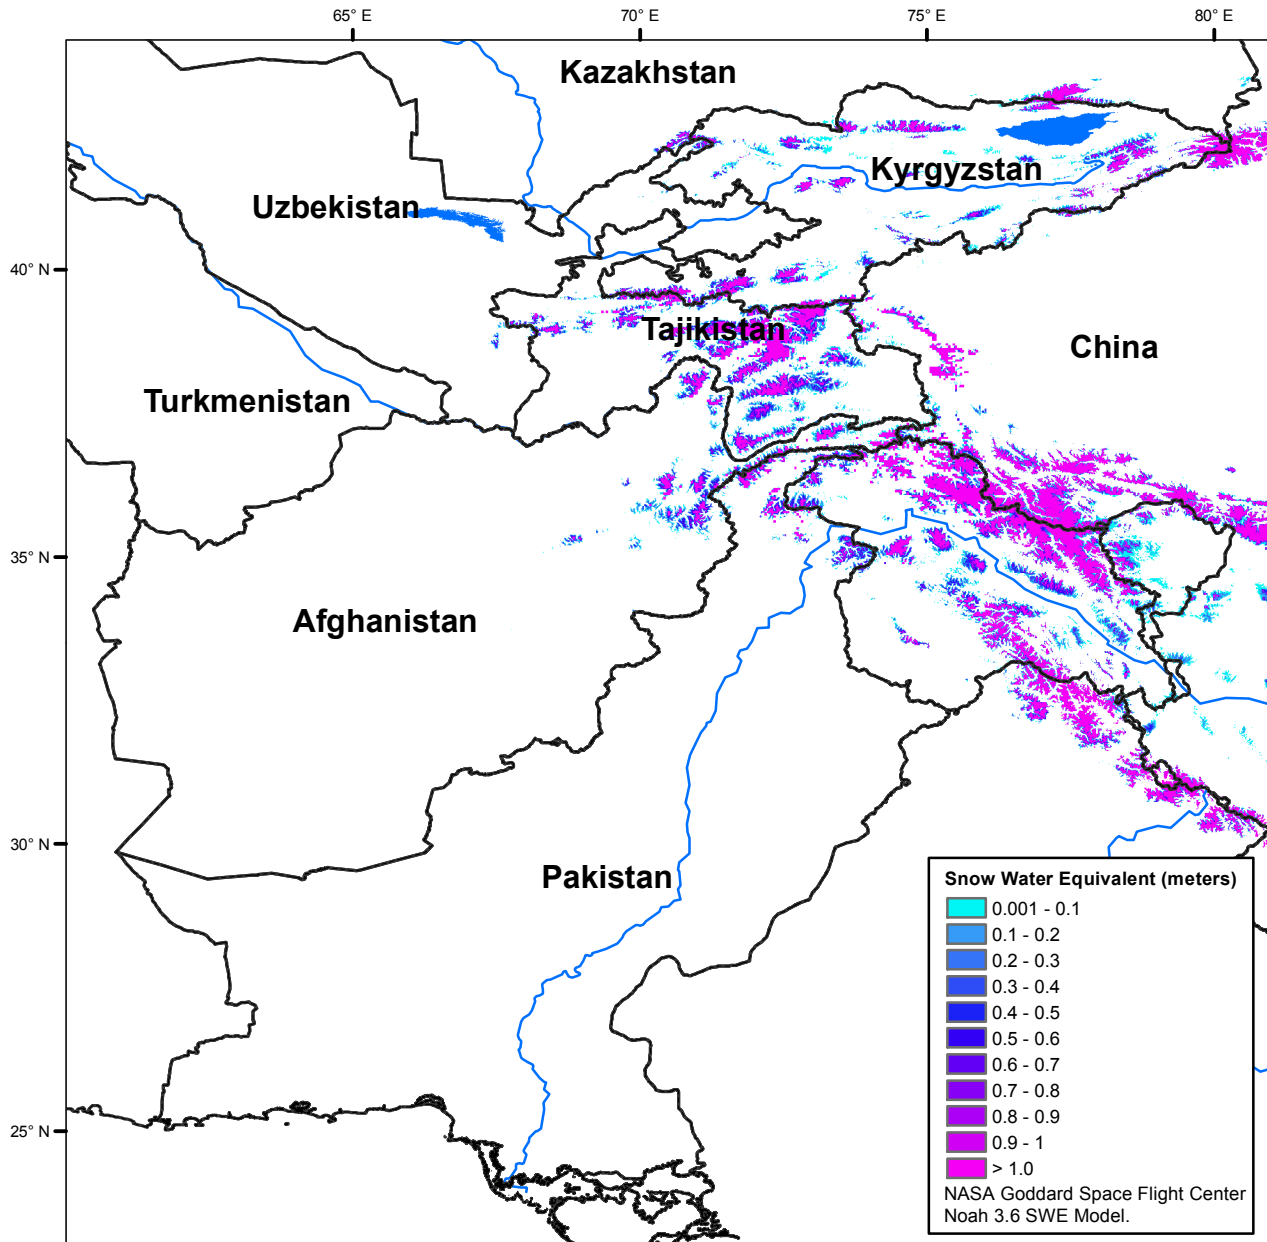 65° E
70° E
75° E
80° E
Kazakhstan
Kyrgyzstan
Uzbekistan
40° N
Tajikistan
China
Turkmenistan
35° N
Afghanistan
30° N
Pakistan
25° N
Snow Water Equivalent (meters)
0.001 - 0.1
0.1 - 0.2
0.2 - 0.3
0.3 - 0.4
0.4 - 0.5
0.5 - 0.6
0.6 - 0.7
0.7 - 0.8
0.8 - 0.9
0.9 - 1
> 1.0
NASA Goddard Space Flight Center
Noah 3.6 SWE Model.